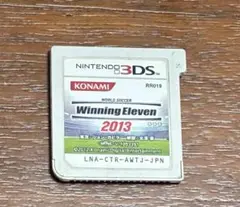 NINTENDO 3DS
KONAMI
RR019
WORLD SOCCER
Winning Eleven
2013
LNA-CTR-AWTJ-JPN